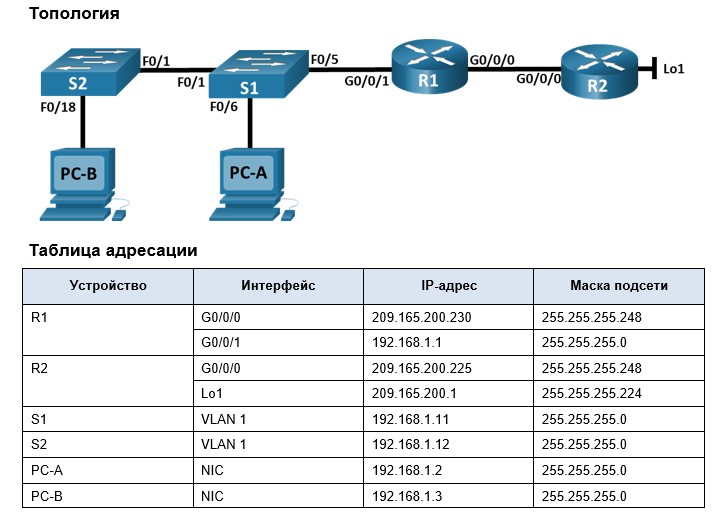 Топология
F0/1
F0/5
G0/0/0
S2
F0/1
S1
G0/0/1
R1
G0/0/0
R2
Lo1
F0/18
F0/6
PC-B
PC-A
Таблица адресации
Устройство Интерфейс IP-адрес Маска подсети
R1 G0/0/0 209.165.200.230 255.255.255.248
G0/0/1 192.168.1.1 255.255.255.0
R2 G0/0/0 209.165.200.225 255.255.255.248
Lo1 209.165.200.1 255.255.255.224
S1 VLAN 1 192.168.1.11 255.255.255.0
S2 VLAN 1 192.168.1.12 255.255.255.0
PC-A NIC 192.168.1.2 255.255.255.0
PC-B NIC 192.168.1.3 255.255.255.0